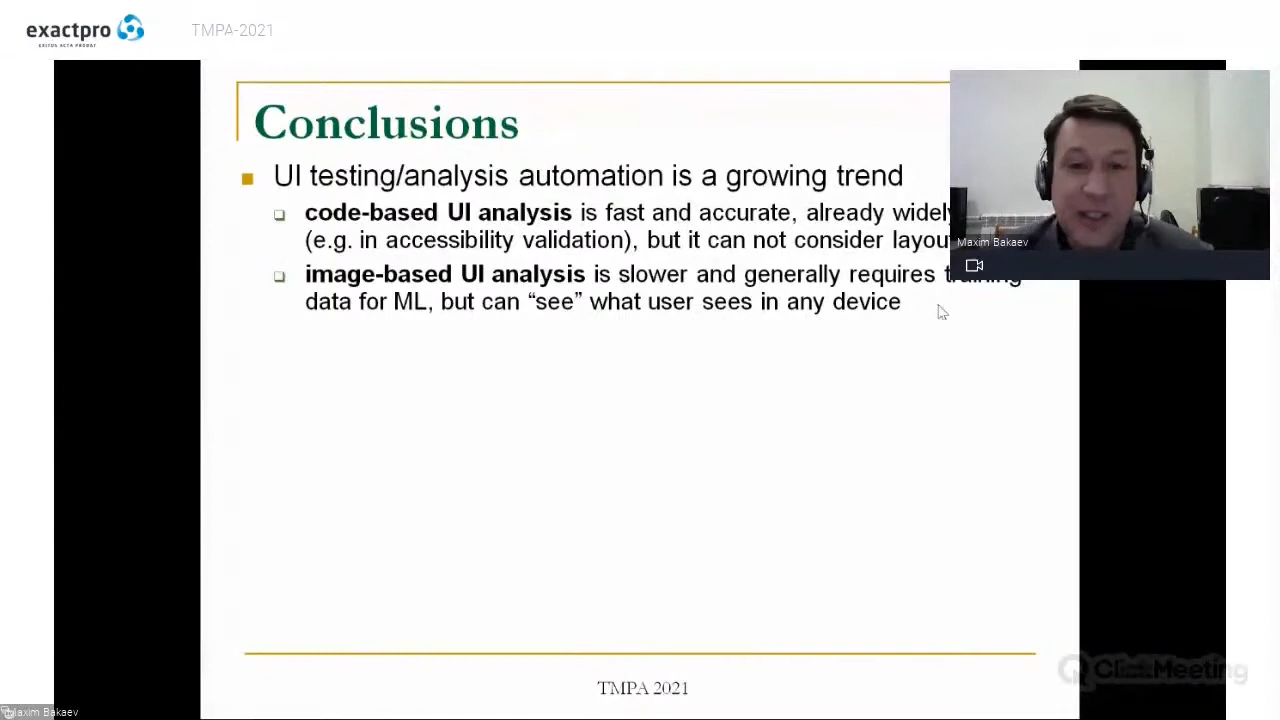 exactpro
EXITUS ACTA PROBAT
TMPA-2021
Conclusions
UI testing/analysis automation is a growing trend
code-based UI analysis is fast and accurate, already widely
(e.g. in accessibility validation), but it can not consider
image-based UI analysis is slower and generally requires training
data for ML, but can “see” what user sees in any device
Maxim Bakaev
TMPA 2021
ClickMeeting
Maxim Bakaev